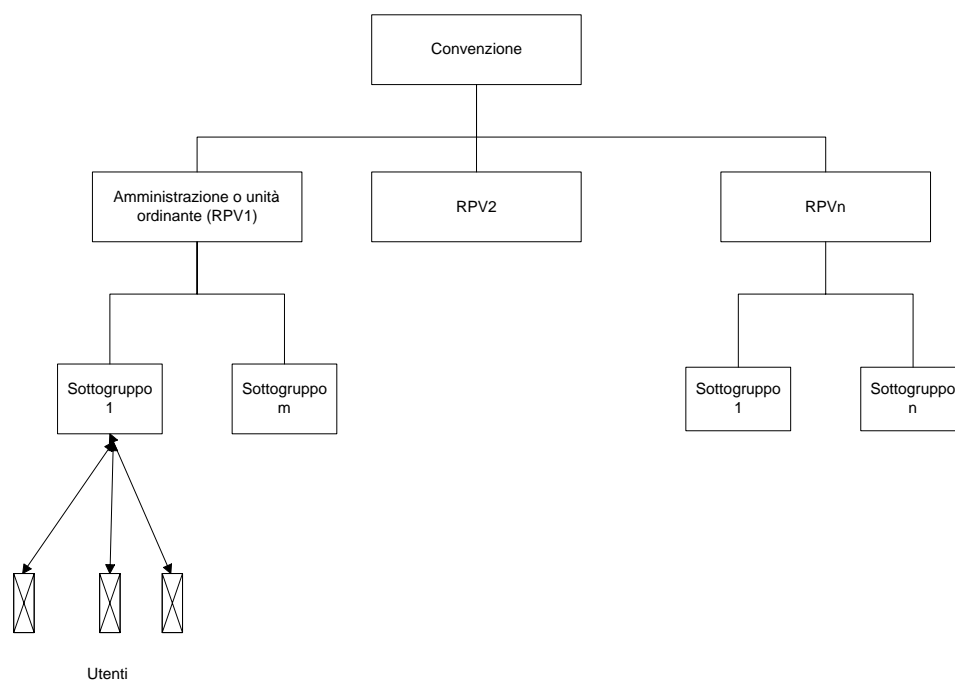 Convenzione
Amministrazione o unità
ordinante (RPV1)
RPV2
RPVn
Sottogruppo
1
Sottogruppo
m
Sottogruppo
1
Sottogruppo
n
Utenti